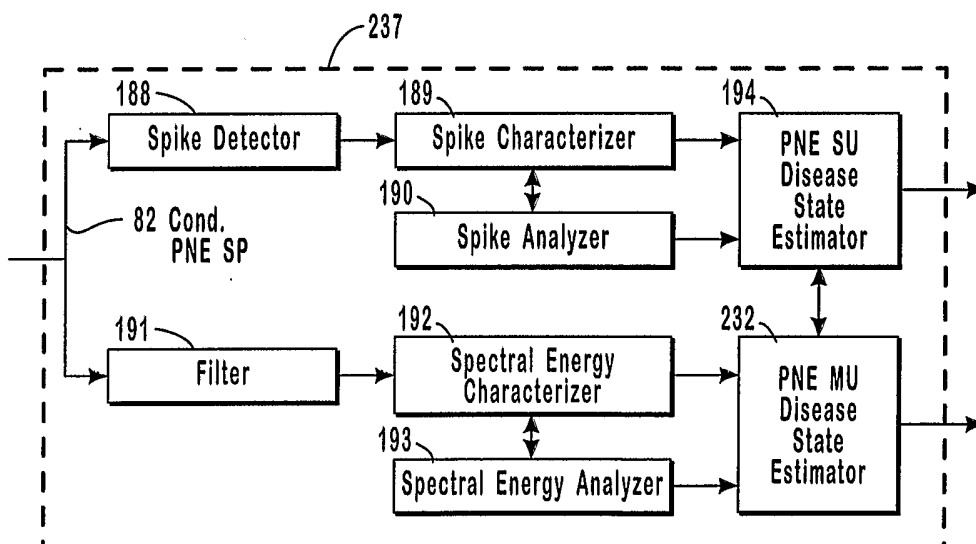 237
188
Spike Detector
189
Spike Characterizer
194
PNE SU
Disease
State
Estimator
190
Spike Analyzer
82 Cond.
PNE SP
191
Filter
192
Spectral Energy
Characterizer
232
PNE MU
Disease
State
Estimator
193
Spectral Energy Analyzer